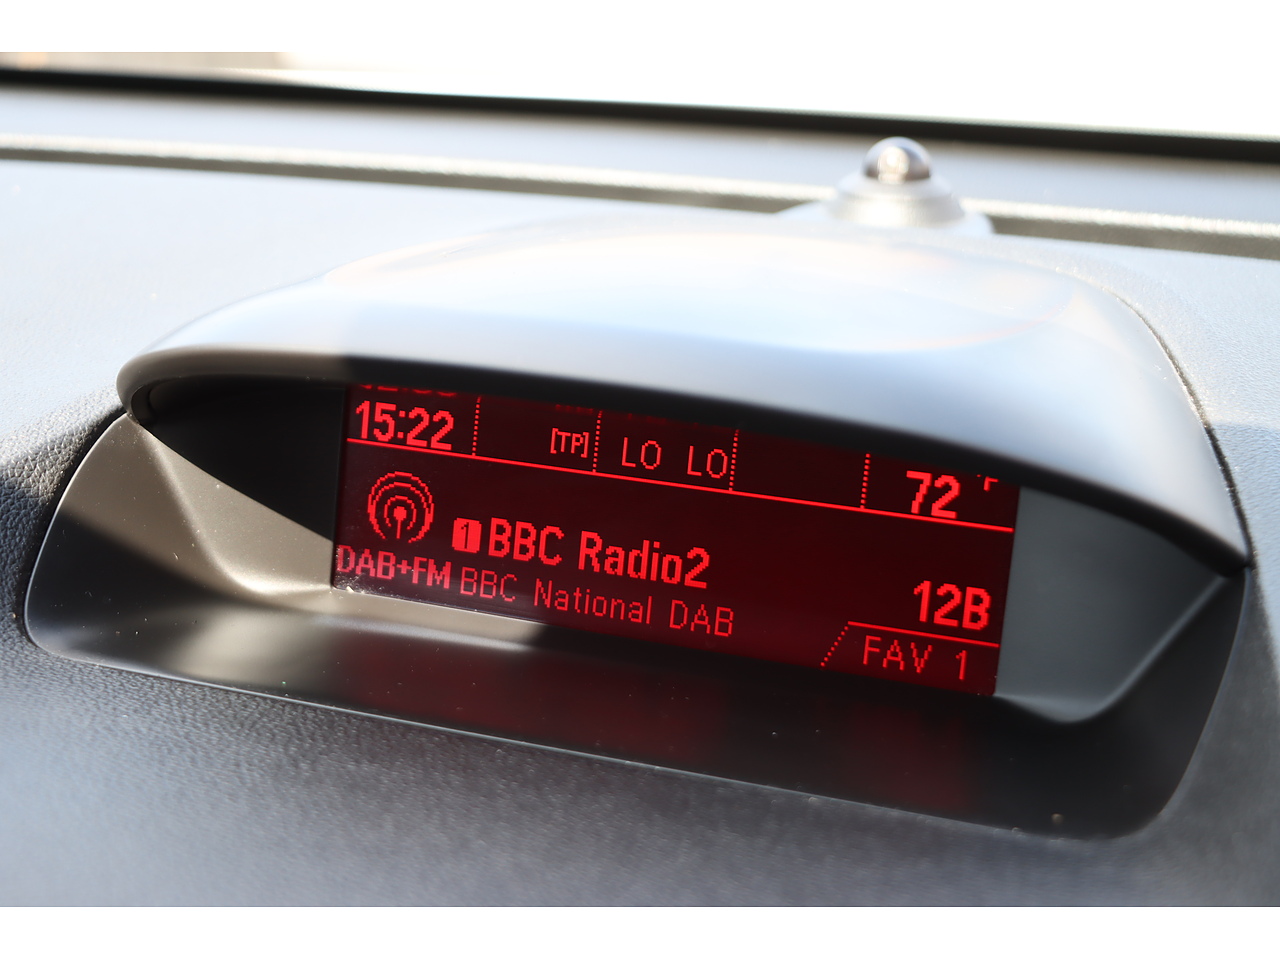 15:22 [TP] LO LO 72 °F
1 BBC Radio2
DAB+FM BBC National DAB 12B
FAV 1